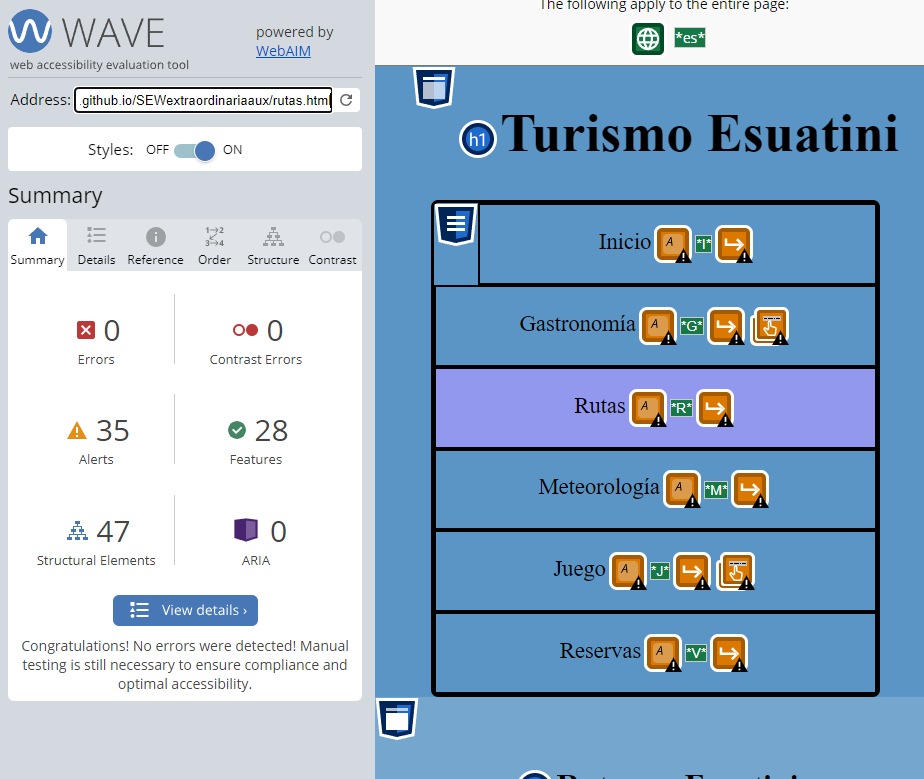 WAVE
web accessibility evaluation tool
powered by
WebAIM
Address: .github.io/SEWextraordinariaaux/rutas.html
Styles: OFF ON
Summary
Summary Details Reference Order Structure Contrast
0 Errors
0 Contrast Errors
35 Alerts
28 Features
47 Structural Elements
0 ARIA
View details ›
Congratulations! No errors were detected! Manual
testing is still necessary to ensure compliance and
optimal accessibility.
The following apply to the entire page:
*es*
h1 Turismo Esuatini
Inicio A *I*
Gastronomía A *G*
Rutas A *R*
Meteorología A *M*
Juego A *J*
Reservas A *V*